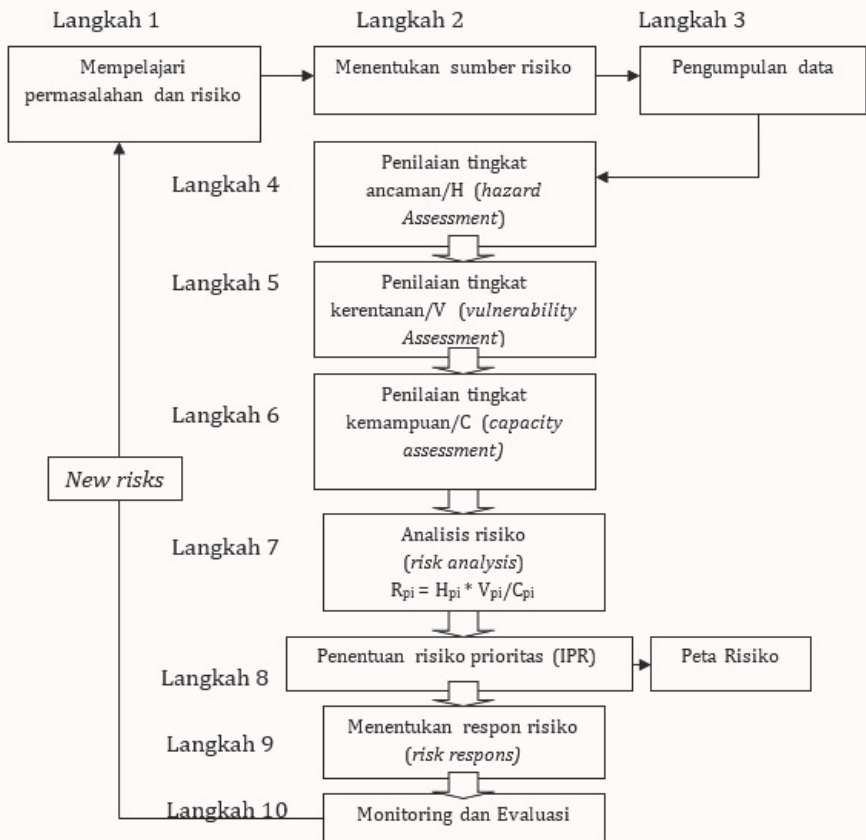 Langkah 1
Langkah 2
Langkah 3
Mempelajari
permasalahan dan risiko
Menentukan sumber risiko
Pengumpulan data
Langkah 4
Penilaian tingkat
ancaman/H (hazard
Assessment)
Langkah 5
Penilaian tingkat
kerentanan/V (vulnerability
Assessment)
Langkah 6
Penilaian tingkat
kemampuan/C (capacity
assessment)
New risks
Langkah 7
Analisis risiko
(risk analysis)
Rpi = Hpi * Vpi/Cpi
Langkah 8
Penentuan risiko prioritas (IPR)
Peta Risiko
Langkah 9
Menentukan respon risiko
(risk respons)
Langkah 10
Monitoring dan Evaluasi